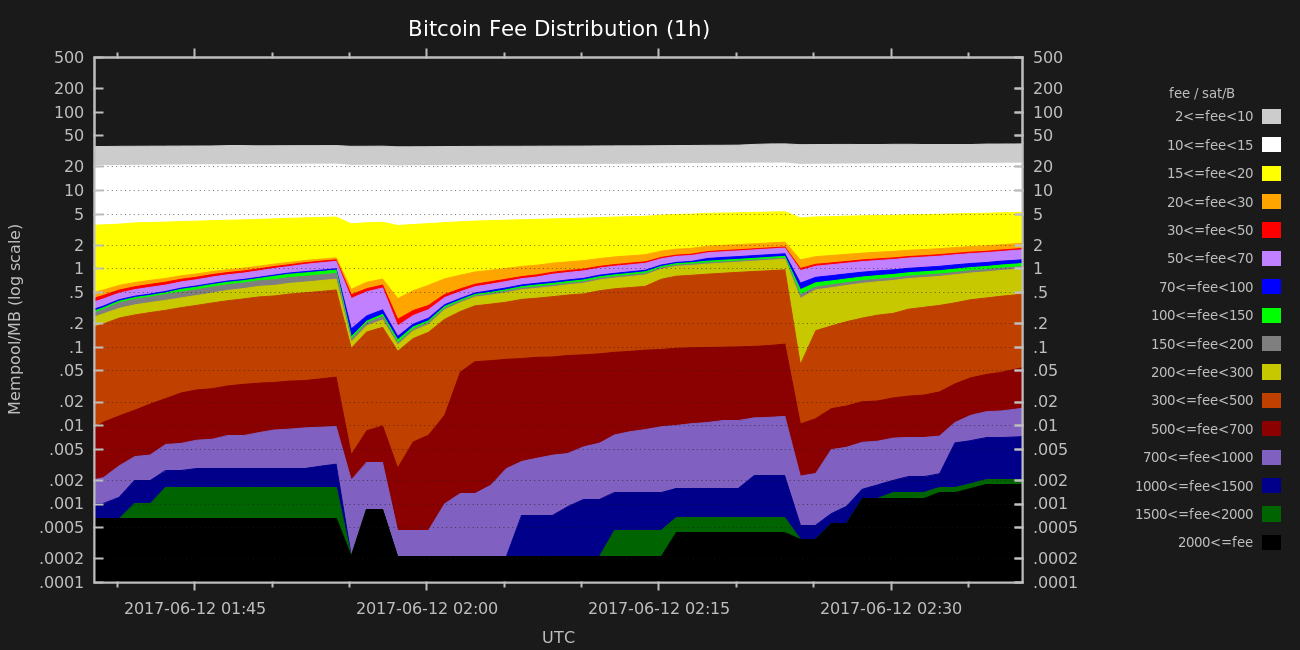 Bitcoin Fee Distribution (1h)
Mempool/MB (log scale)
500
200
100
50
20
10
5
2
1
.5
.2
.1
.05
.02
.01
.005
.002
.001
.0005
.0002
.0001
500
200
100
50
20
10
5
2
1
.5
.2
.1
.05
.02
.01
.005
.002
.001
.0005
.0002
.0001
2017-06-12 01:45
2017-06-12 02:00
2017-06-12 02:15
2017-06-12 02:30
UTC
fee / sat/B
2<=fee<10
10<=fee<15
15<=fee<20
20<=fee<30
30<=fee<50
50<=fee<70
70<=fee<100
100<=fee<150
150<=fee<200
200<=fee<300
300<=fee<500
500<=fee<700
700<=fee<1000
1000<=fee<1500
1500<=fee<2000
2000<=fee